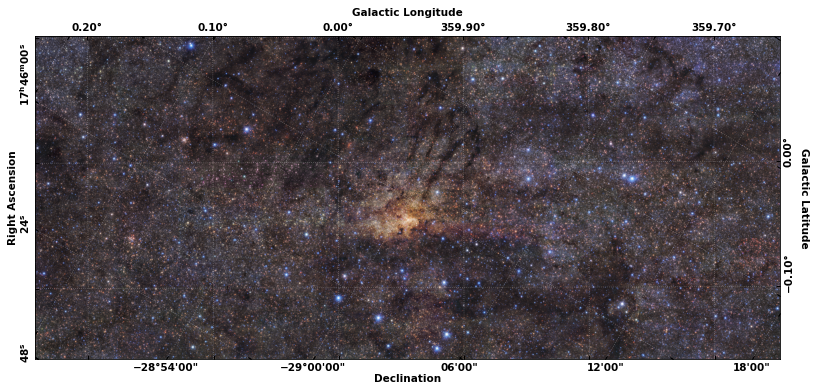 Galactic Longitude
0.20° 0.10° 0.00° 359.90° 359.80° 359.70°
17ʰ46ᵐ00ˢ
Right Ascension
24ˢ
48ˢ
0.00°
Galactic Latitude
−0.10°
−28°54'00" −29°00'00" 06'00" 12'00" 18'00"
Declination